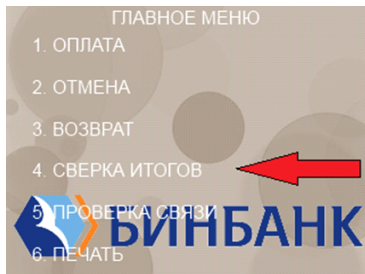 ГЛАВНОЕ МЕНЮ
1. ОПЛАТА
2. ОТМЕНА
3. ВОЗВРАТ
4. СВЕРКА ИТОГОВ
5. ПРОВЕРКА СВЯЗИ
БИНБАНК
6. ПЕЧАТЬ